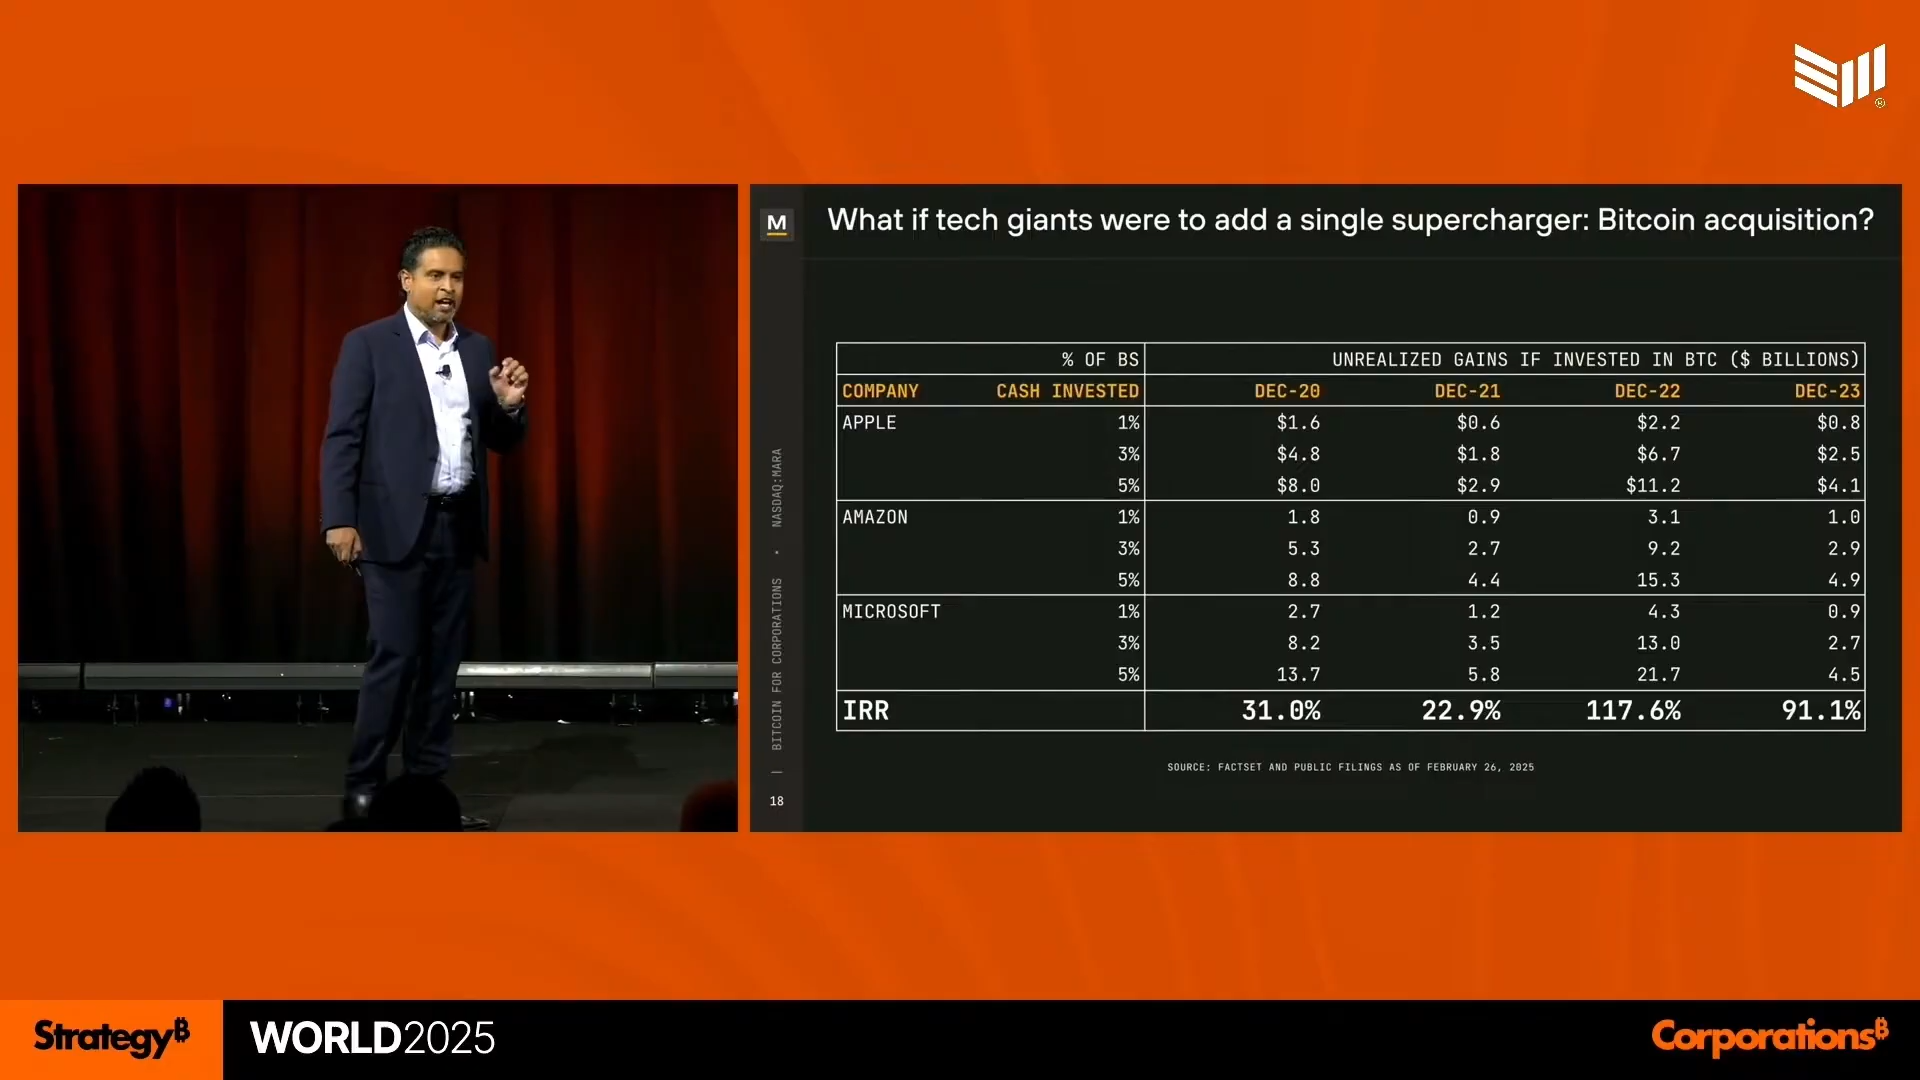 M
What if tech giants were to add a single supercharger: Bitcoin acquisition?
% OF BS UNREALIZED GAINS IF INVESTED IN BTC ($ BILLIONS)
COMPANY CASH INVESTED DEC-20 DEC-21 DEC-22 DEC-23
APPLE 1% $1.6 $0.6 $2.2 $0.8
3% $4.8 $1.8 $6.7 $2.5
5% $8.0 $2.9 $11.2 $4.1
AMAZON 1% 1.8 0.9 3.1 1.0
3% 5.3 2.7 9.2 2.9
5% 8.8 4.4 15.3 4.9
MICROSOFT 1% 2.7 1.2 4.3 0.9
3% 8.2 3.5 13.0 2.7
5% 13.7 5.8 21.7 4.5
IRR 31.0% 22.9% 117.6% 91.1%
SOURCE: FACTSET AND PUBLIC FILINGS AS OF FEBRUARY 26, 2025
18 | BITCOIN FOR CORPORATIONS • NASDAQ:MARA
Strategy₿ WORLD2025 Corporations₿